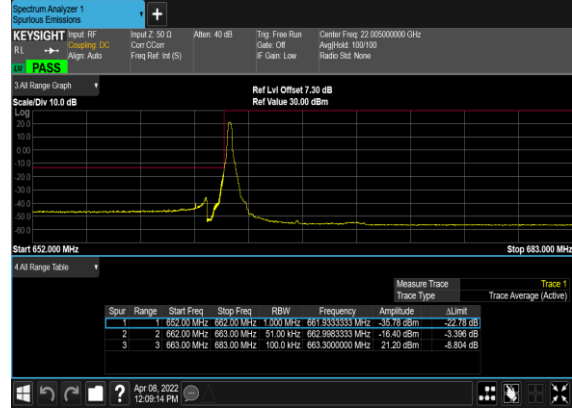 Spectrum Analyzer 1
Spurious Emissions
+
KEYSIGHT Input: RF Input Z: 50 Ω Atten: 40 dB Trig: Free Run Center Freq: 22.005000000 GHz
RL Coupling: DC Corr CCorr Gate: Off Avg|Hold: 100/100
Align: Auto Freq Ref: Int (S) IF Gain: Low Radio Std: None
PASS
3 All Range Graph
Ref Lvl Offset 7.30 dB
Scale/Div 10.0 dB Ref Value 30.00 dBm
Log
20.0
10.0
0.00
-10.0
-20.0
-30.0
-40.0
-50.0
-60.0
Start 652.000 MHz Stop 683.000 MHz
4 All Range Table
Measure Trace Trace 1
Trace Type Trace Average (Active)
Spur Range Start Freq Stop Freq RBW Frequency Amplitude ΔLimit
1 1 652.00 MHz 662.00 MHz 1.000 MHz 661.9333333 MHz -35.78 dBm -22.78 dB
2 2 662.00 MHz 663.00 MHz 51.00 kHz 662.9983333 MHz -16.40 dBm -3.396 dB
3 3 663.00 MHz 683.00 MHz 100.0 kHz 663.3000000 MHz 21.20 dBm -8.804 dB
? Apr 08, 2022
12:09:14 PM